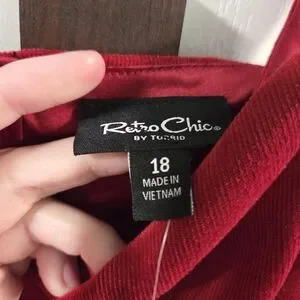 Retro Chic®
BY TORRID
18
MADE IN
VIETNAM